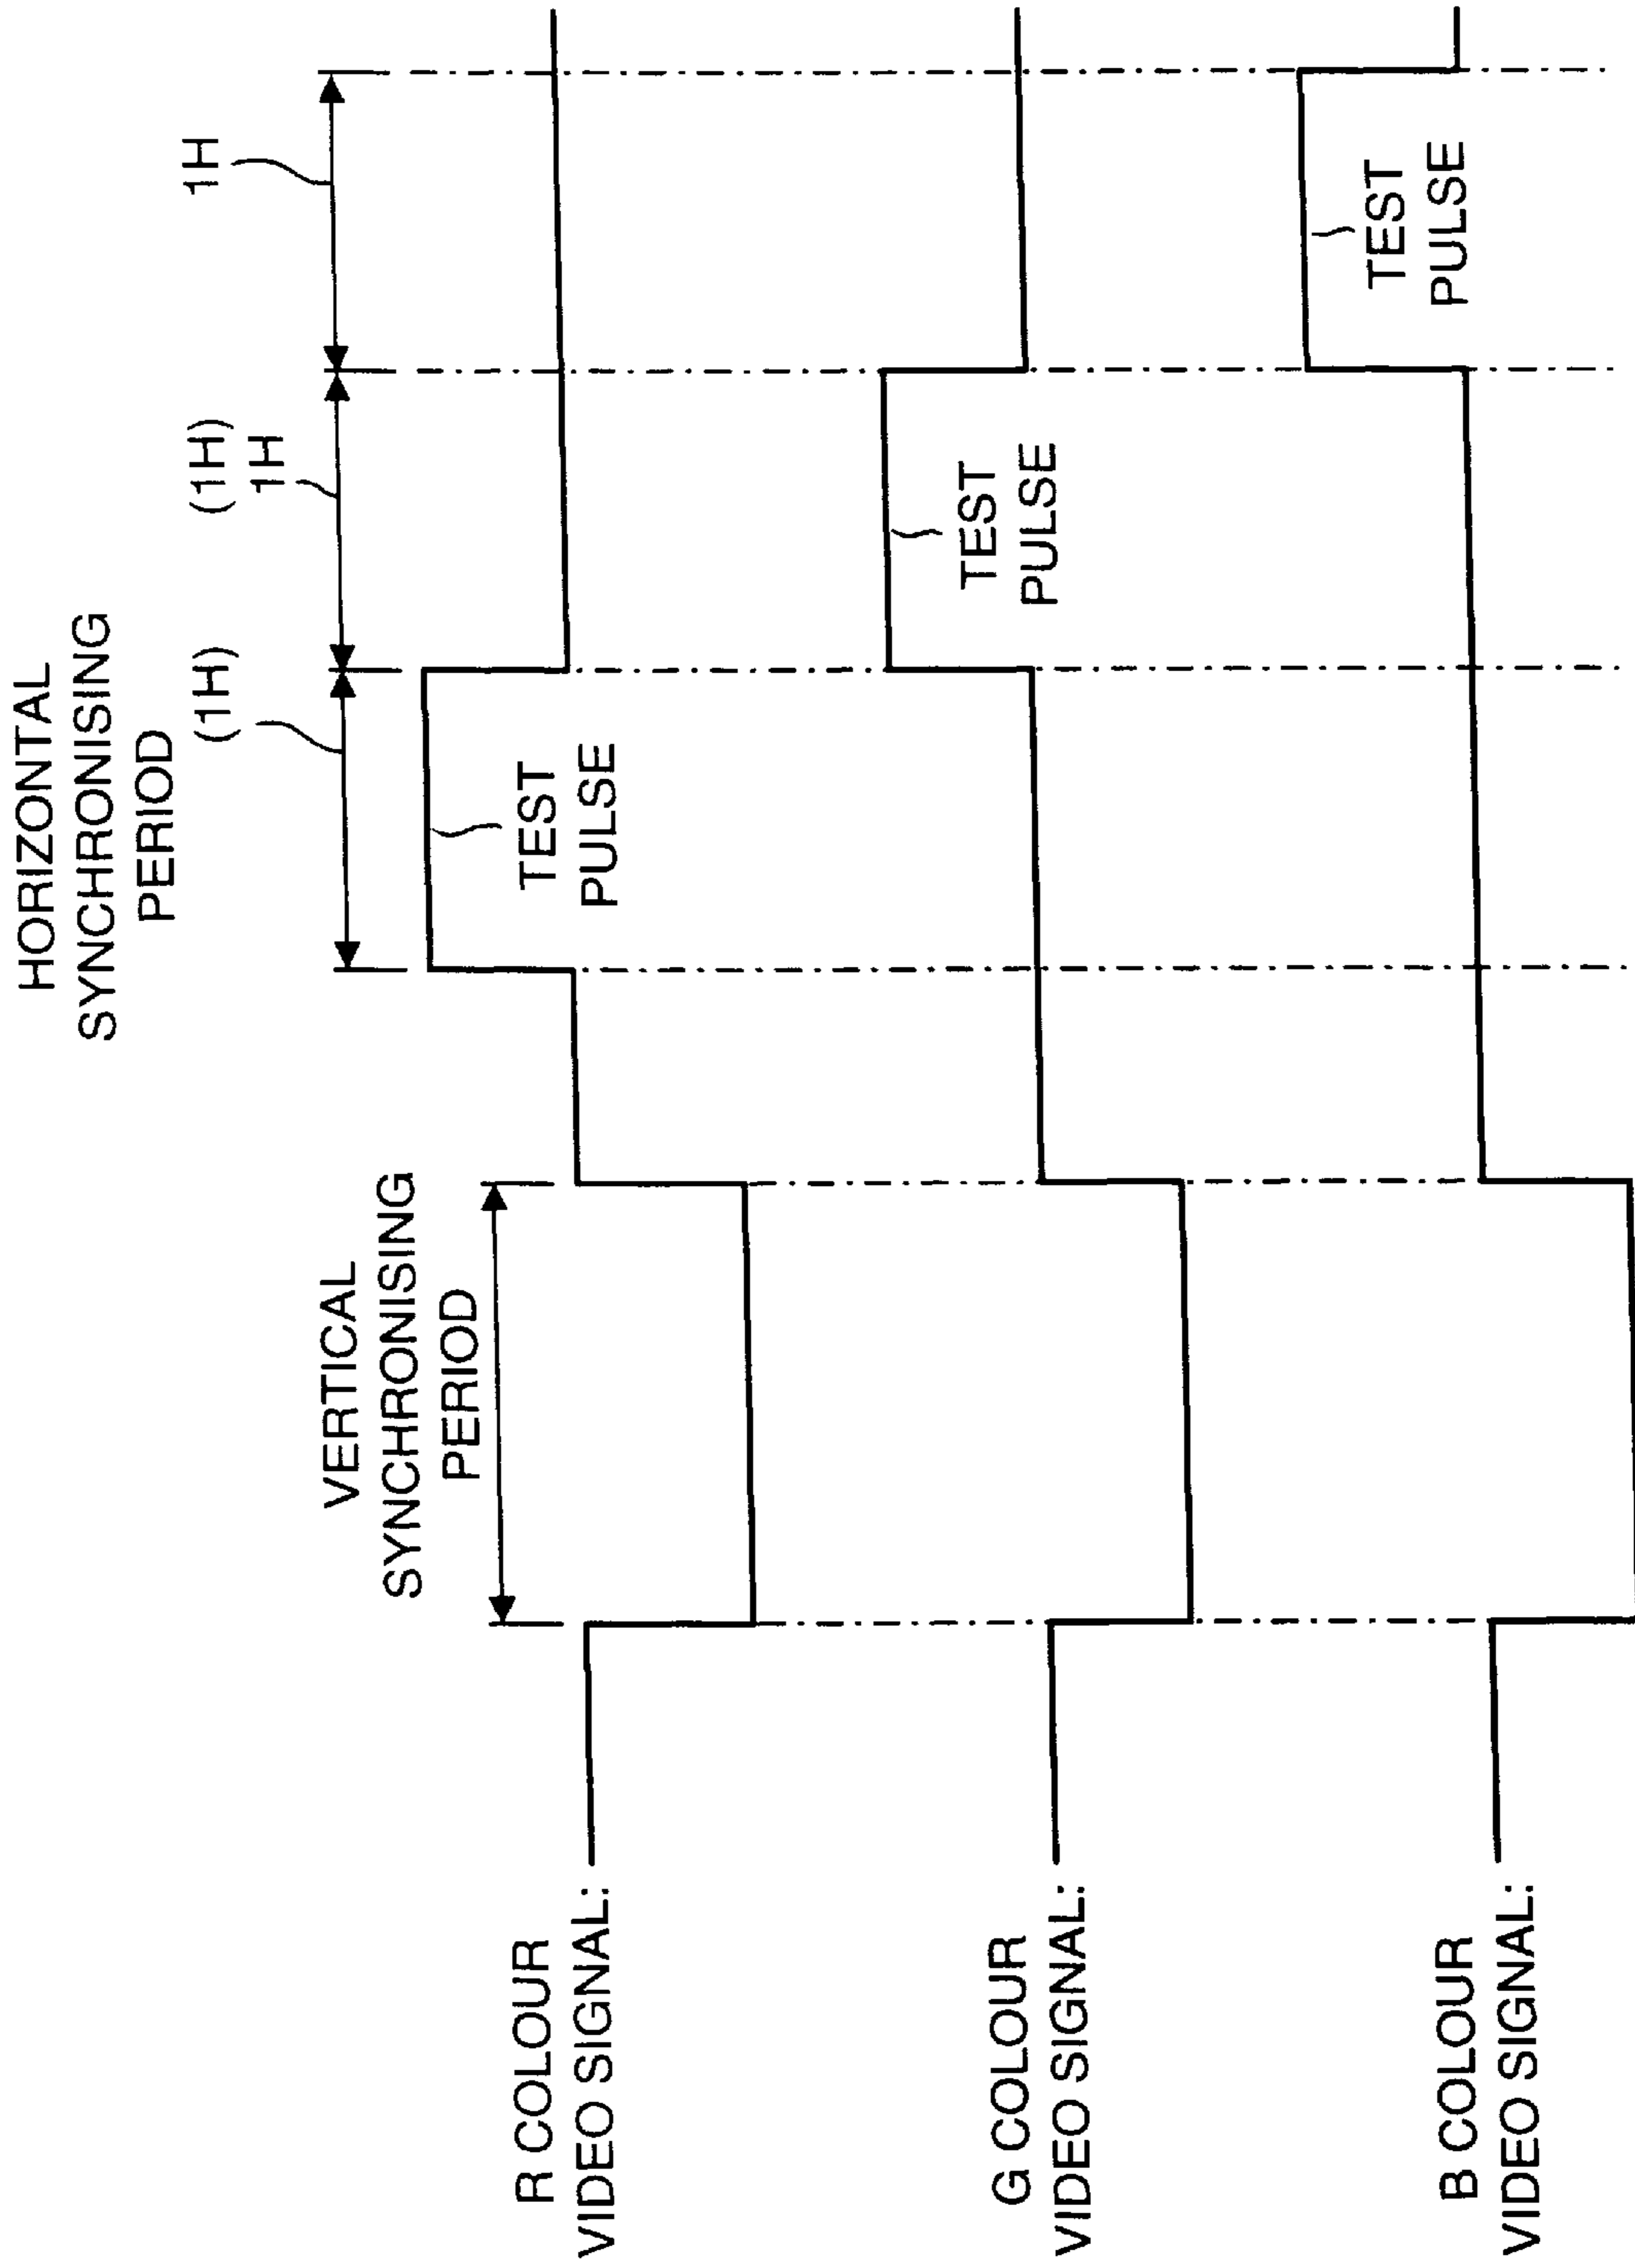 HORIZONTAL
SYNCHRONISING
PERIOD
(1H)
(1H)
1H
1H
VERTICAL
SYNCHRONISING
PERIOD
R COLOUR
VIDEO SIGNAL:
TEST
PULSE
G COLOUR
VIDEO SIGNAL:
TEST
PULSE
B COLOUR
VIDEO SIGNAL:
TEST
PULSE